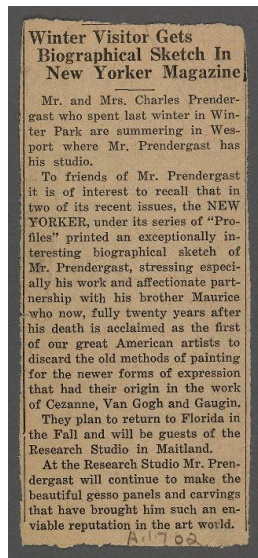 Winter Visitor Gets
Biographical Sketch In
New Yorker Magazine
Mr. and Mrs. Charles Prender-
gast who spent last winter in Win-
ter Park are summering in Wes-
port where Mr. Prendergast has
his studio.
To friends of Mr. Prendergast
it is of interest to recall that in
two of its recent issues, the NEW
YORKER, under its series of "Pro-
files" printed an exceptionally in-
teresting biographical sketch of
Mr. Prendergast, stressing especi-
ally his work and affectionate part-
nership with his brother Maurice
who now, fully twenty years after
his death is acclaimed as the first
of our great American artists to
discard the old methods of painting
for the newer forms of expression
that had their origin in the work
of Cezanne, Van Gogh and Gaugin.
They plan to return to Florida in
the Fall and will be guests of the
Research Studio in Maitland.
At the Research Studio Mr. Pren-
dergast will continue to make the
beautiful gesso panels and carvings
that have brought him such an en-
viable reputation in the art world.
A.1702